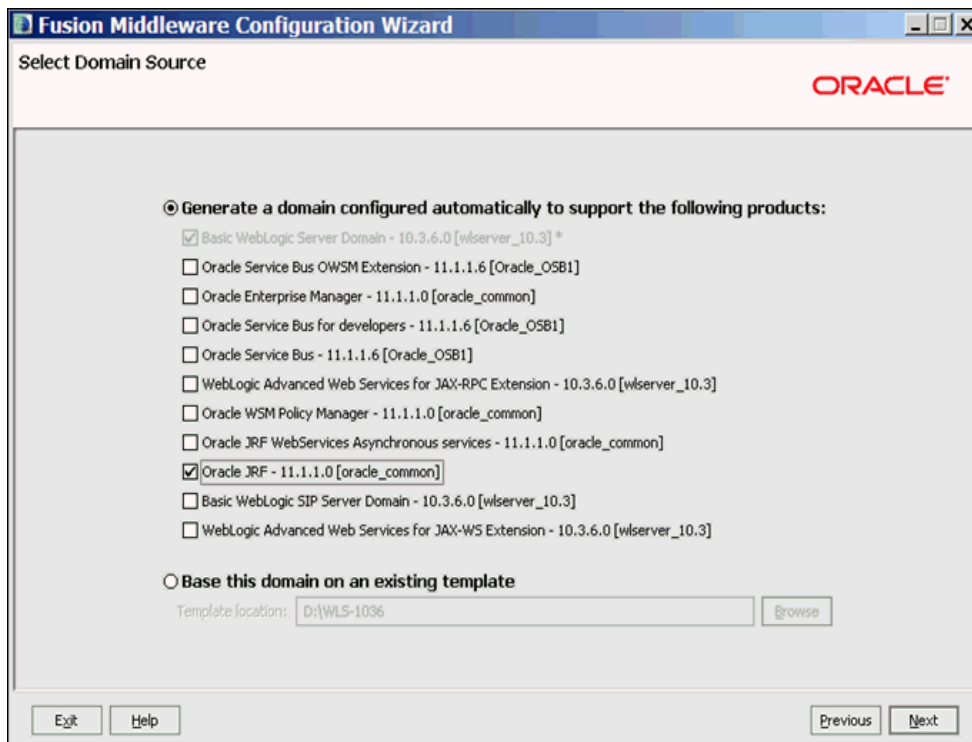 Fusion Middleware Configuration Wizard
Select Domain Source
ORACLE
Generate a domain configured automatically to support the following products:
Basic WebLogic Server Domain - 10.3.6.0 [wlserver_10.3] *
Oracle Service Bus OWSM Extension - 11.1.1.6 [Oracle_OSB1]
Oracle Enterprise Manager - 11.1.1.0 [oracle_common]
Oracle Service Bus for developers - 11.1.1.6 [Oracle_OSB1]
Oracle Service Bus - 11.1.1.6 [Oracle_OSB1]
WebLogic Advanced Web Services for JAX-RPC Extension - 10.3.6.0 [wlserver_10.3]
Oracle WSM Policy Manager - 11.1.1.0 [oracle_common]
Oracle JRF WebServices Asynchronous services - 11.1.1.0 [oracle_common]
Oracle JRF - 11.1.1.0 [oracle_common]
Basic WebLogic SIP Server Domain - 10.3.6.0 [wlserver_10.3]
WebLogic Advanced Web Services for JAX-WS Extension - 10.3.6.0 [wlserver_10.3]
Base this domain on an existing template
Template location: D:\WLS-1036 Browse
Exit Help Previous Next